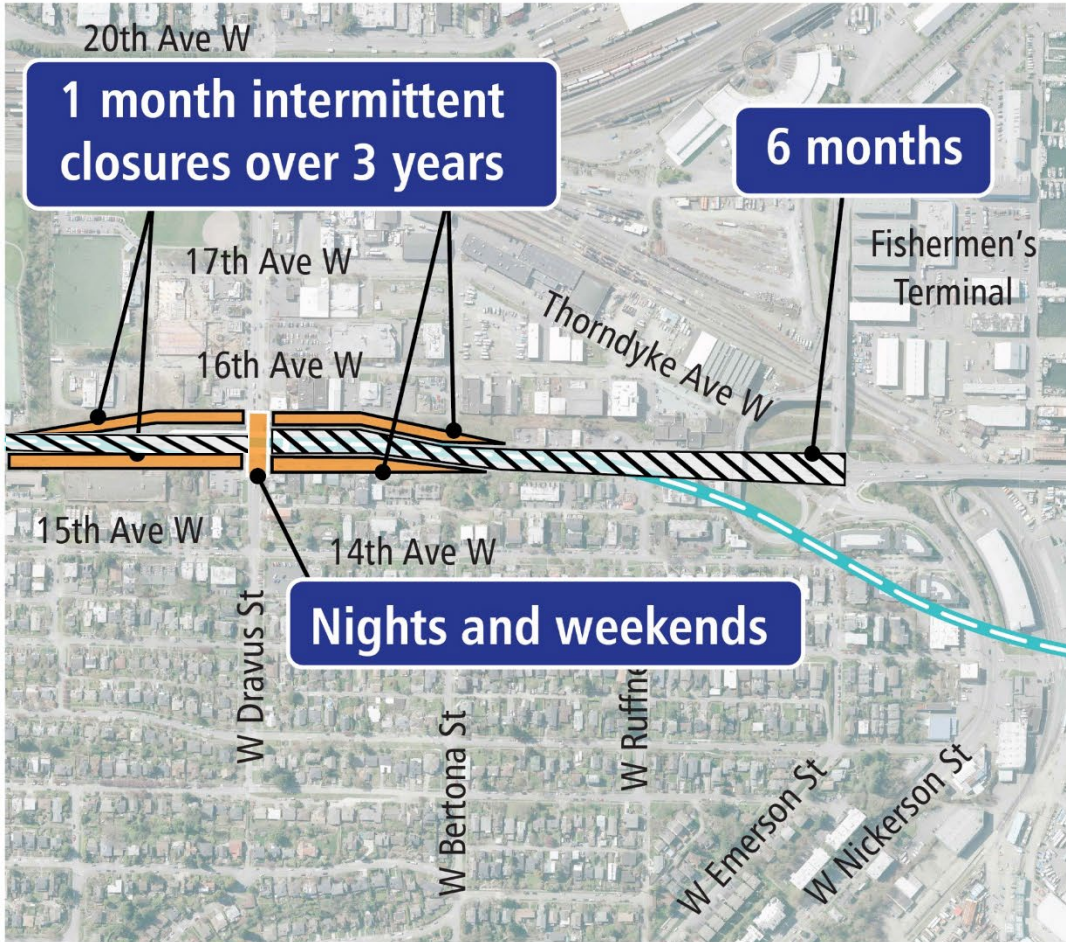 20th Ave W
1 month intermittent
closures over 3 years
6 months
Fishermen's
Terminal
17th Ave W
Thorndyke Ave W
16th Ave W
15th Ave W
14th Ave W
Nights and weekends
W Dravus St
W Bertona St
W Ruffne
W Emerson St
W Nickerson St